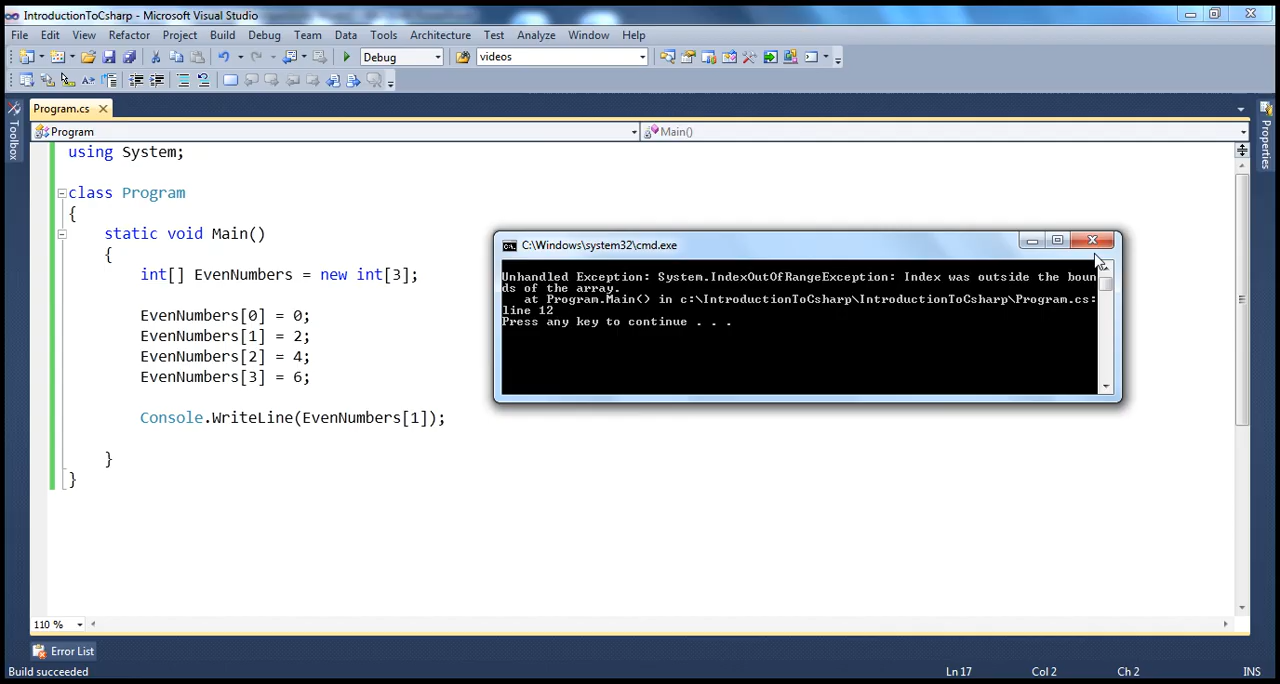 IntroductionToCsharp - Microsoft Visual Studio
File Edit View Refactor Project Build Debug Team Data Tools Architecture Test Analyze Window Help
Debug videos
Program.cs
Toolbox
Properties
Program Main()
using System;
class Program
{
static void Main()
{
int[] EvenNumbers = new int[3];
EvenNumbers[0] = 0;
EvenNumbers[1] = 2;
EvenNumbers[2] = 4;
EvenNumbers[3] = 6;
Console.WriteLine(EvenNumbers[1]);
}
}
C:\Windows\system32\cmd.exe
Unhandled Exception: System.IndexOutOfRangeException: Index was outside the boun
ds of the array.
at Program.Main() in c:\IntroductionToCsharp\IntroductionToCsharp\Program.cs:
line 12
Press any key to continue . . .
110 %
Error List
Build succeeded Ln 17 Col 2 Ch 2 INS